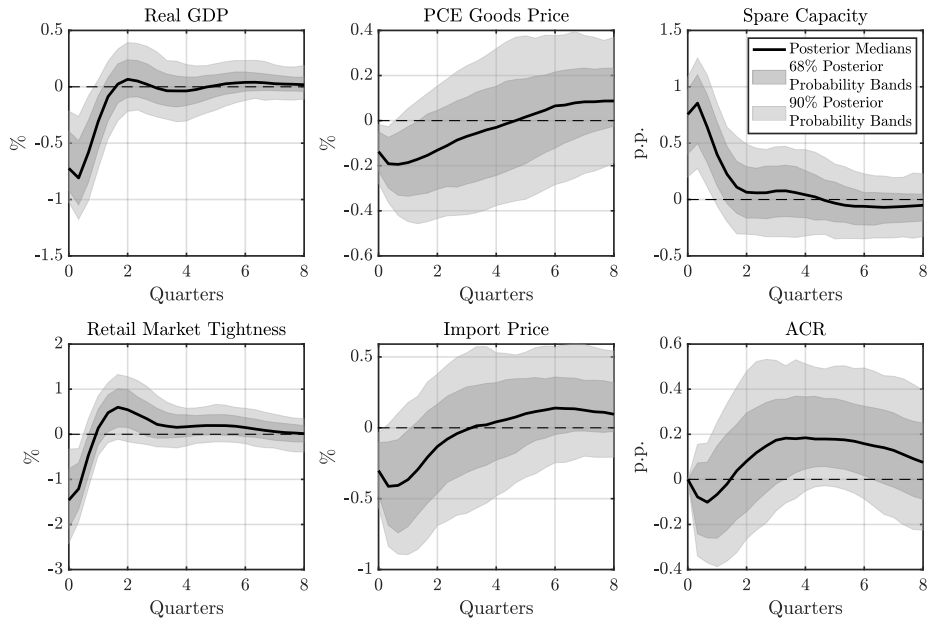 Real GDP
0.5
0
-0.5
-1
-1.5
%
0 2 4 6 8
Quarters
PCE Goods Price
0.4
0.2
0
-0.2
-0.4
-0.6
%
0 2 4 6 8
Quarters
Spare Capacity
1.5
1
0.5
0
-0.5
p.p.
0 2 4 6 8
Quarters
Posterior Medians
68% Posterior
Probability Bands
90% Posterior
Probability Bands
Retail Market Tightness
2
1
0
-1
-2
-3
%
0 2 4 6 8
Quarters
Import Price
0.5
0
-0.5
-1
%
0 2 4 6 8
Quarters
ACR
0.6
0.4
0.2
0
-0.2
-0.4
p.p.
0 2 4 6 8
Quarters